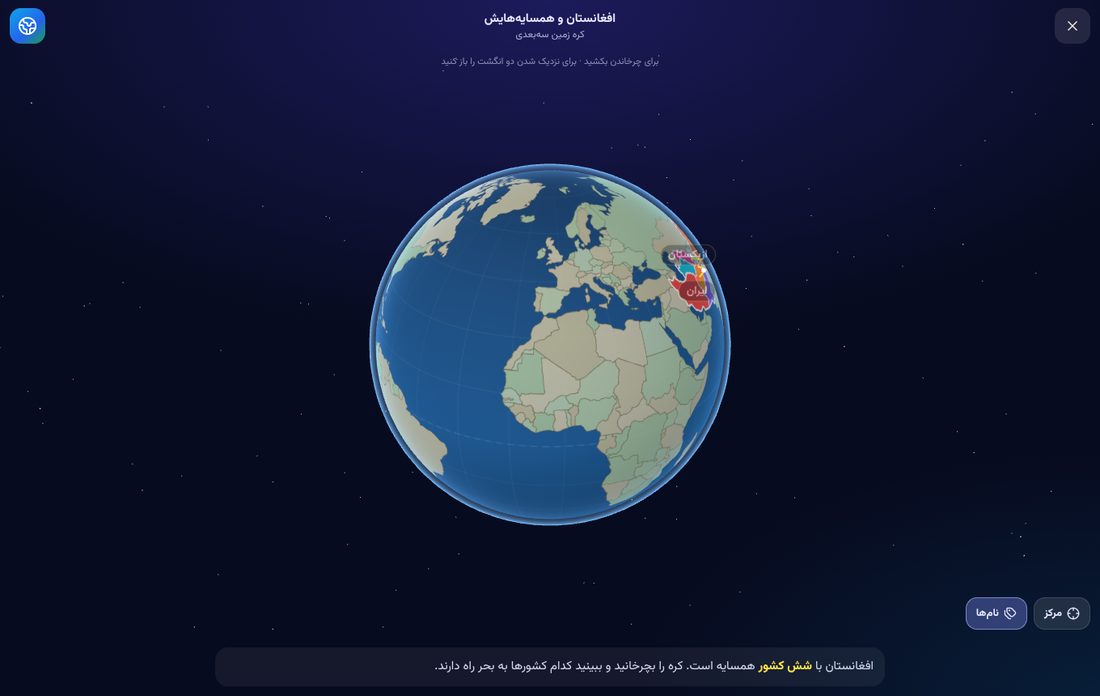 افغانستان و همسایه‌هایش
کره زمین سه‌بعدی
برای چرخاندن بکشید · برای نزدیک شدن دو انگشت را باز کنید
ازبکستان
ایران
مرکز
نام‌ها
افغانستان با شش کشور همسایه است. کره را بچرخانید و ببینید کدام کشورها به بحر راه دارند.